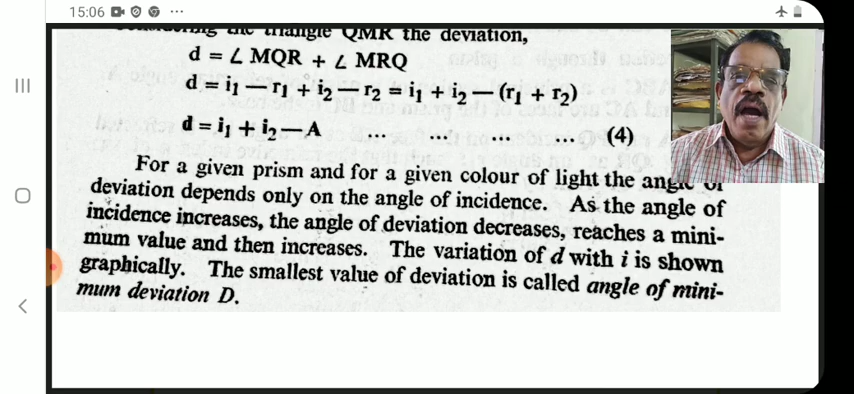 15:06
considering the triangle QMR the deviation,
d = ∠ MQR + ∠ MRQ
d = i₁ — r₁ + i₂ — r₂ = i₁ + i₂ — (r₁ + r₂)
d = i₁ + i₂ — A ... ... ... ... (4)
For a given prism and for a given colour of light the angle of
deviation depends only on the angle of incidence. As the angle of
incidence increases, the angle of deviation decreases, reaches a mini-
mum value and then increases. The variation of d with i is shown
graphically. The smallest value of deviation is called angle of mini-
mum deviation D.